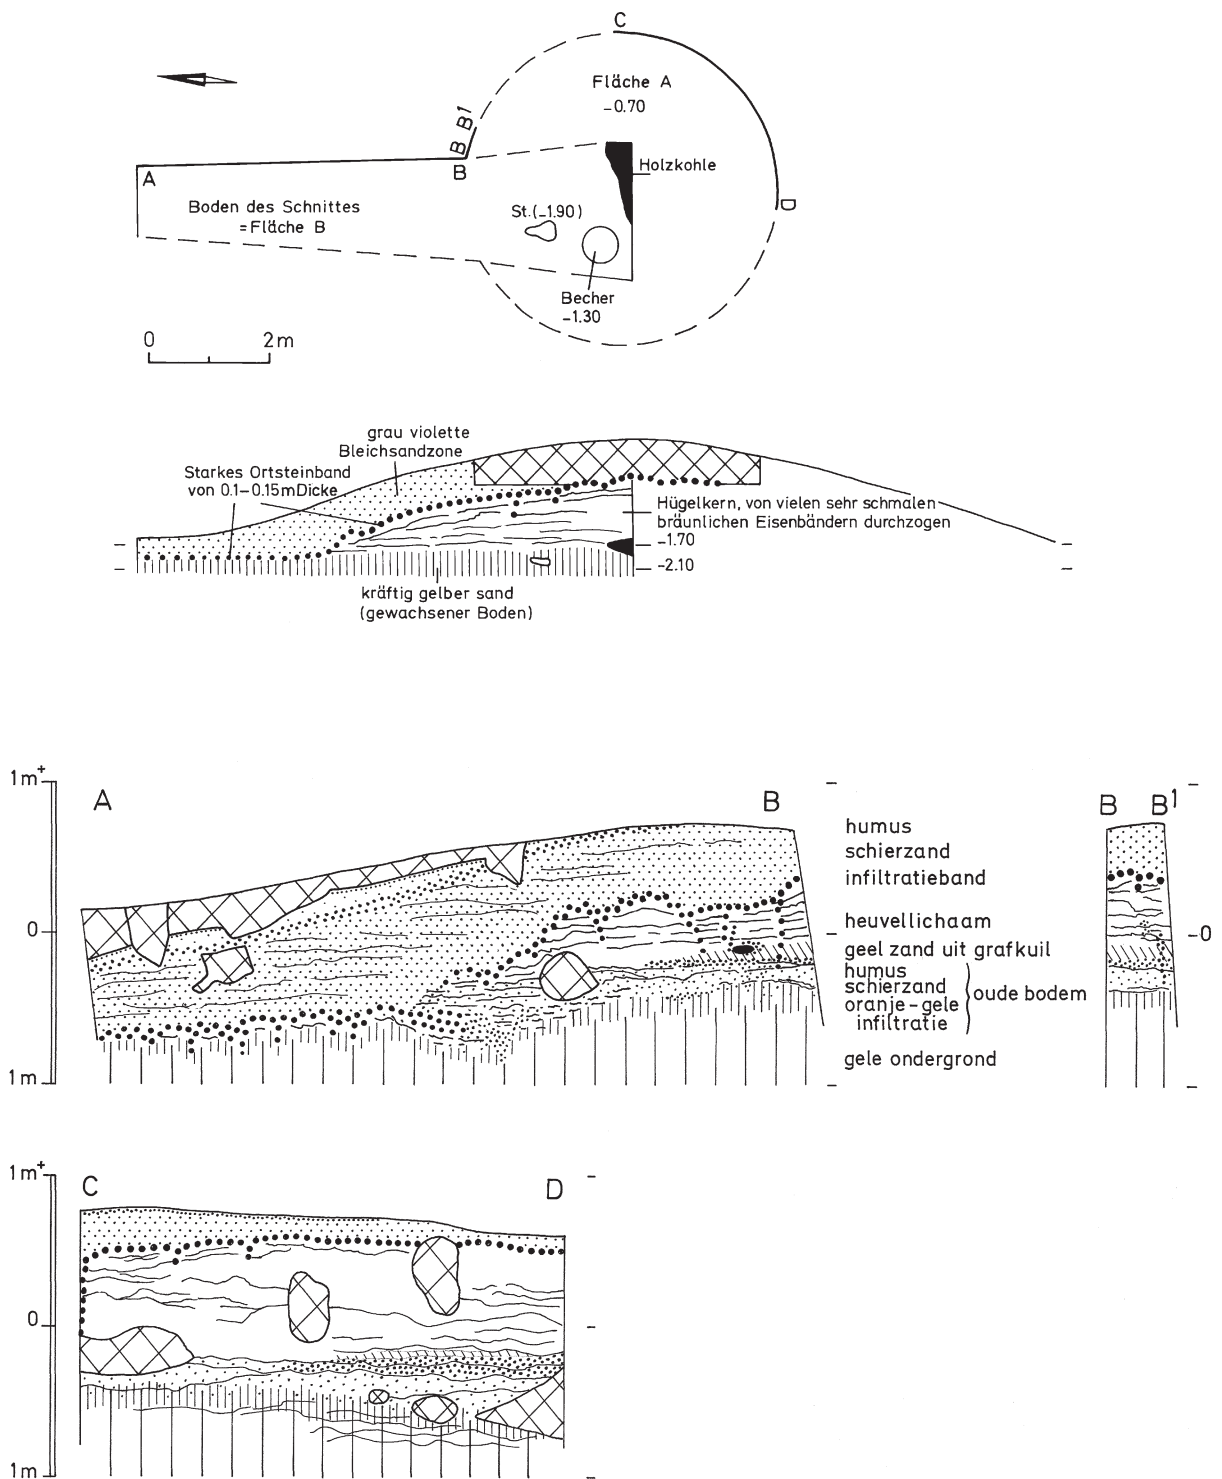 C
Fläche A
-0.70
B B¹
Holzkohle
A
B
D
Boden des Schnittes
=Fläche B
St.(-1.90)
Becher
-1.30
0 2m
grau violette
Bleichsandzone
Starkes Ortsteinband
von 0.1-0.15m Dicke
Hügelkern, von vielen sehr schmalen
bräunlichen Eisenbändern durchzogen
-1.70
-2.10
kräftig gelber sand
(gewachsener Boden)
1m+
A
B
B B¹
humus
schierzand
infiltratieband
heuvellichaam
0
-0
geel zand uit grafkuil
humus
schierzand
oude bodem
oranje-gele
infiltratie
gele ondergrond
1m
1m+
C
D
0
1m